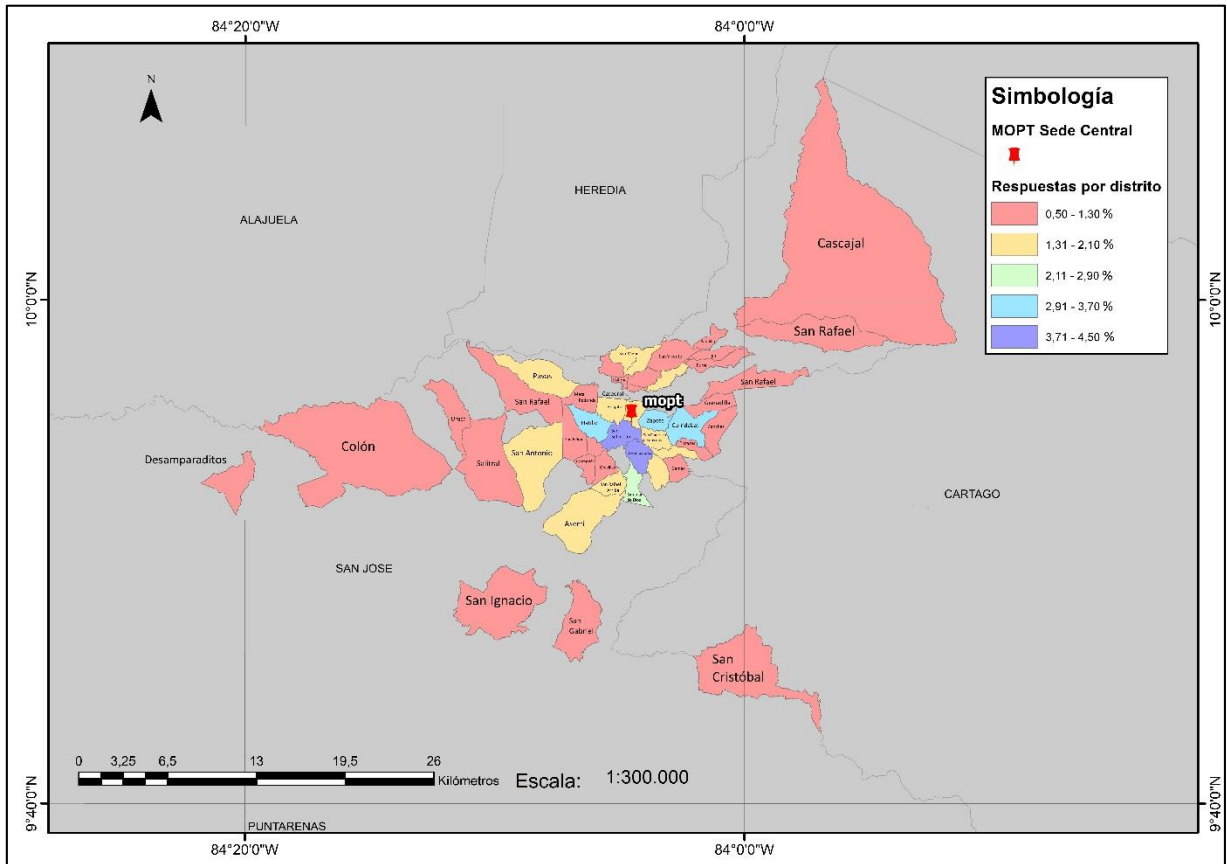 84°20'0"W
84°0'0"W
N
Simbología
MOPT Sede Central
Respuestas por distrito
0,50 - 1.30 %
1,31 - 2,10 %
2,11 - 2,90 %
2,91 - 3,70 %
3,71 - 4,50 %
HEREDIA
ALAJUELA
Cascajal
10°0'0"N
10°0'0"N
San Rafael
Pavas
San Rafael
San Rafael
Catedral
mopt
Guadalupe
Hatillo
Zapote
Curridabat
Colón
San Antonio
Salitral
Desamparaditos
CARTAGO
Aserrí
SAN JOSE
San Ignacio
San
Gabriel
San
Cristóbal
0
3,25
6,5
13
19,5
26
Kilómetros
Escala:
1:300.000
9°40'0"N
9°40'0"N
PUNTARENAS
84°20'0"W
84°0'0"W